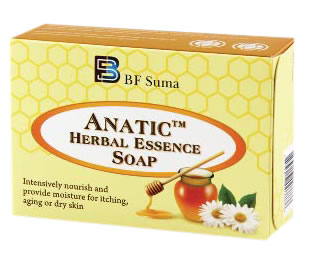 BF Suma
ANATIC™
HERBAL ESSENCE
SOAP
Intensively nourish and
provide moisture for itching,
aging or dry skin